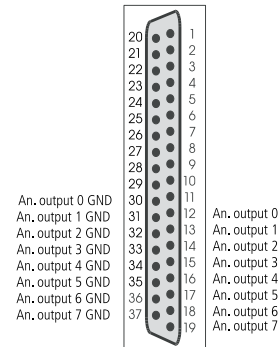 20 1
21 2
22 3
23 4
24 5
25 6
26 7
27 8
28 9
29 10
An. output 0 GND 30 11
An. output 1 GND 31 12 An. output 0
An. output 2 GND 32 13 An. output 1
An. output 3 GND 33 14 An. output 2
An. output 4 GND 34 15 An. output 3
An. output 5 GND 35 16 An. output 4
An. output 6 GND 36 17 An. output 5
An. output 7 GND 37 18 An. output 6
19 An. output 7